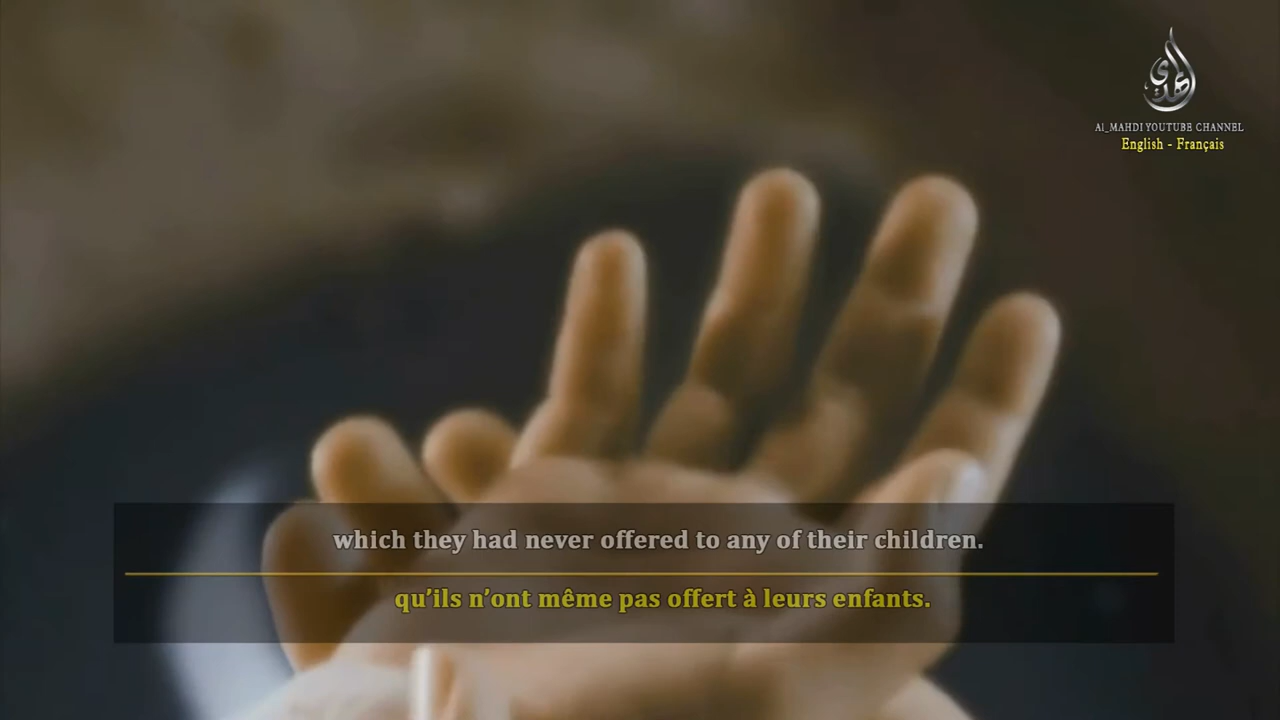 المهدي
Al_MAHDI YOUTUBE CHANNEL
English - Français
which they had never offered to any of their children.
qu’ils n’ont même pas offert à leurs enfants.